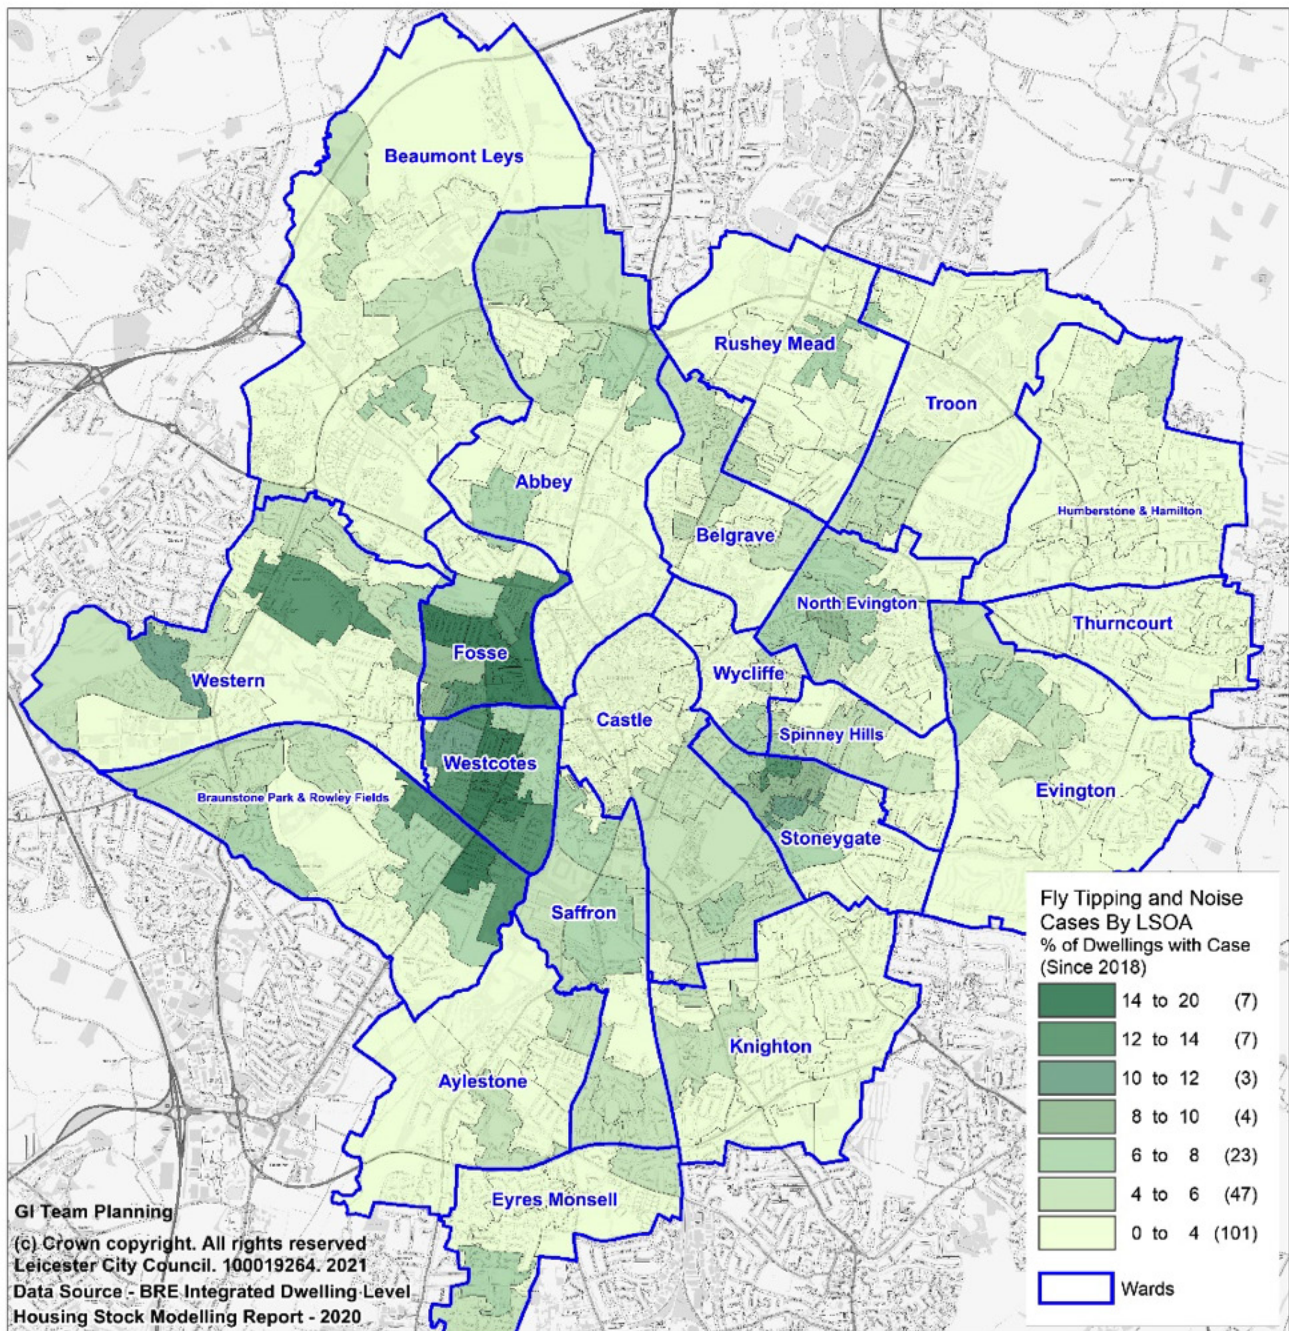 Beaumont Leys
Rushey Mead
Troon
Abbey
Humberstone & Hamilton
Belgrave
North Evington
Thurncourt
Fosse
Western
Wycliffe
Castle
Spinney Hills
Westcotes
Braunstone Park & Rowley Fields
Evington
Stoneygate
Saffron
Knighton
Aylestone
Eyres Monsell
Fly Tipping and Noise
Cases By LSOA
% of Dwellings with Case
(Since 2018)
14 to 20 (7)
12 to 14 (7)
10 to 12 (3)
8 to 10 (4)
6 to 8 (23)
4 to 6 (47)
0 to 4 (101)
Wards
GI Team Planning
(c) Crown copyright. All rights reserved
Leicester City Council. 100019264. 2021
Data Source - BRE Integrated Dwelling Level
Housing Stock Modelling Report - 2020